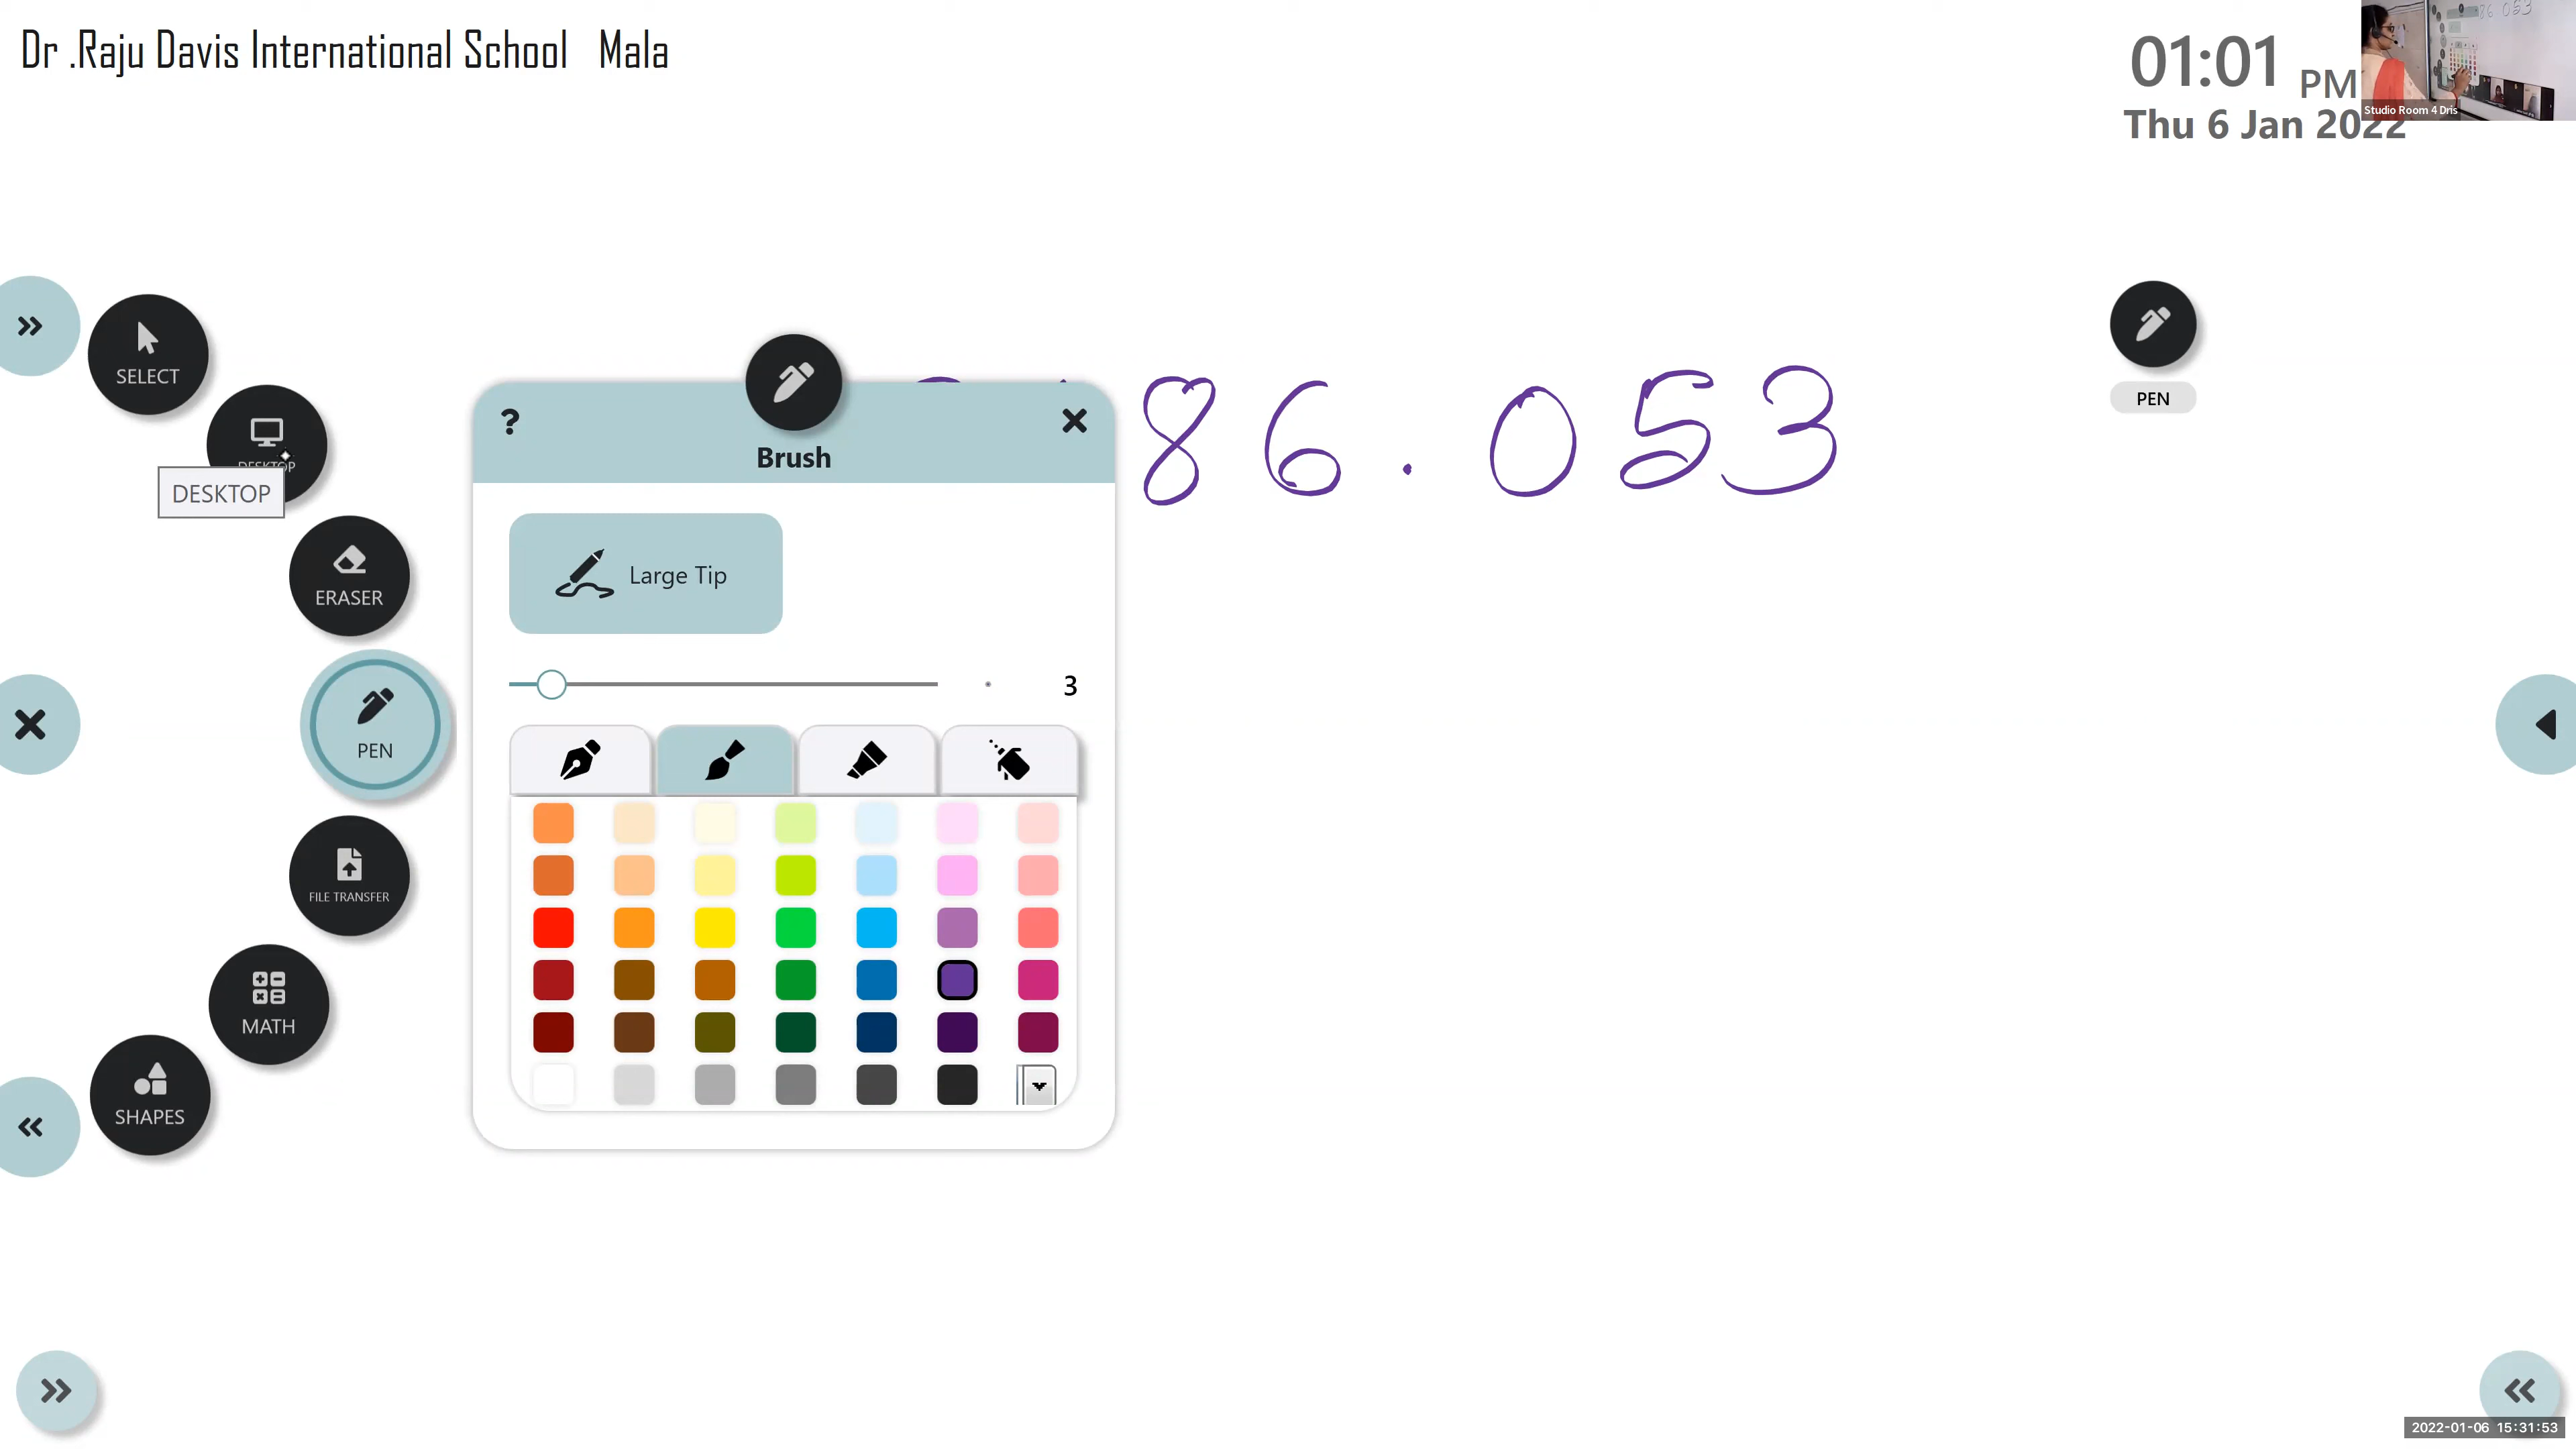 Dr .Raju Davis International School Mala
01:01 PM
Thu 6 Jan 2022
Studio Room 4 Dris
SELECT
DESKTOP
DESKTOP
ERASER
PEN
FILE TRANSFER
MATH
SHAPES
?
Brush
Large Tip
3
86.053
PEN
2022-01-06 15:31:53